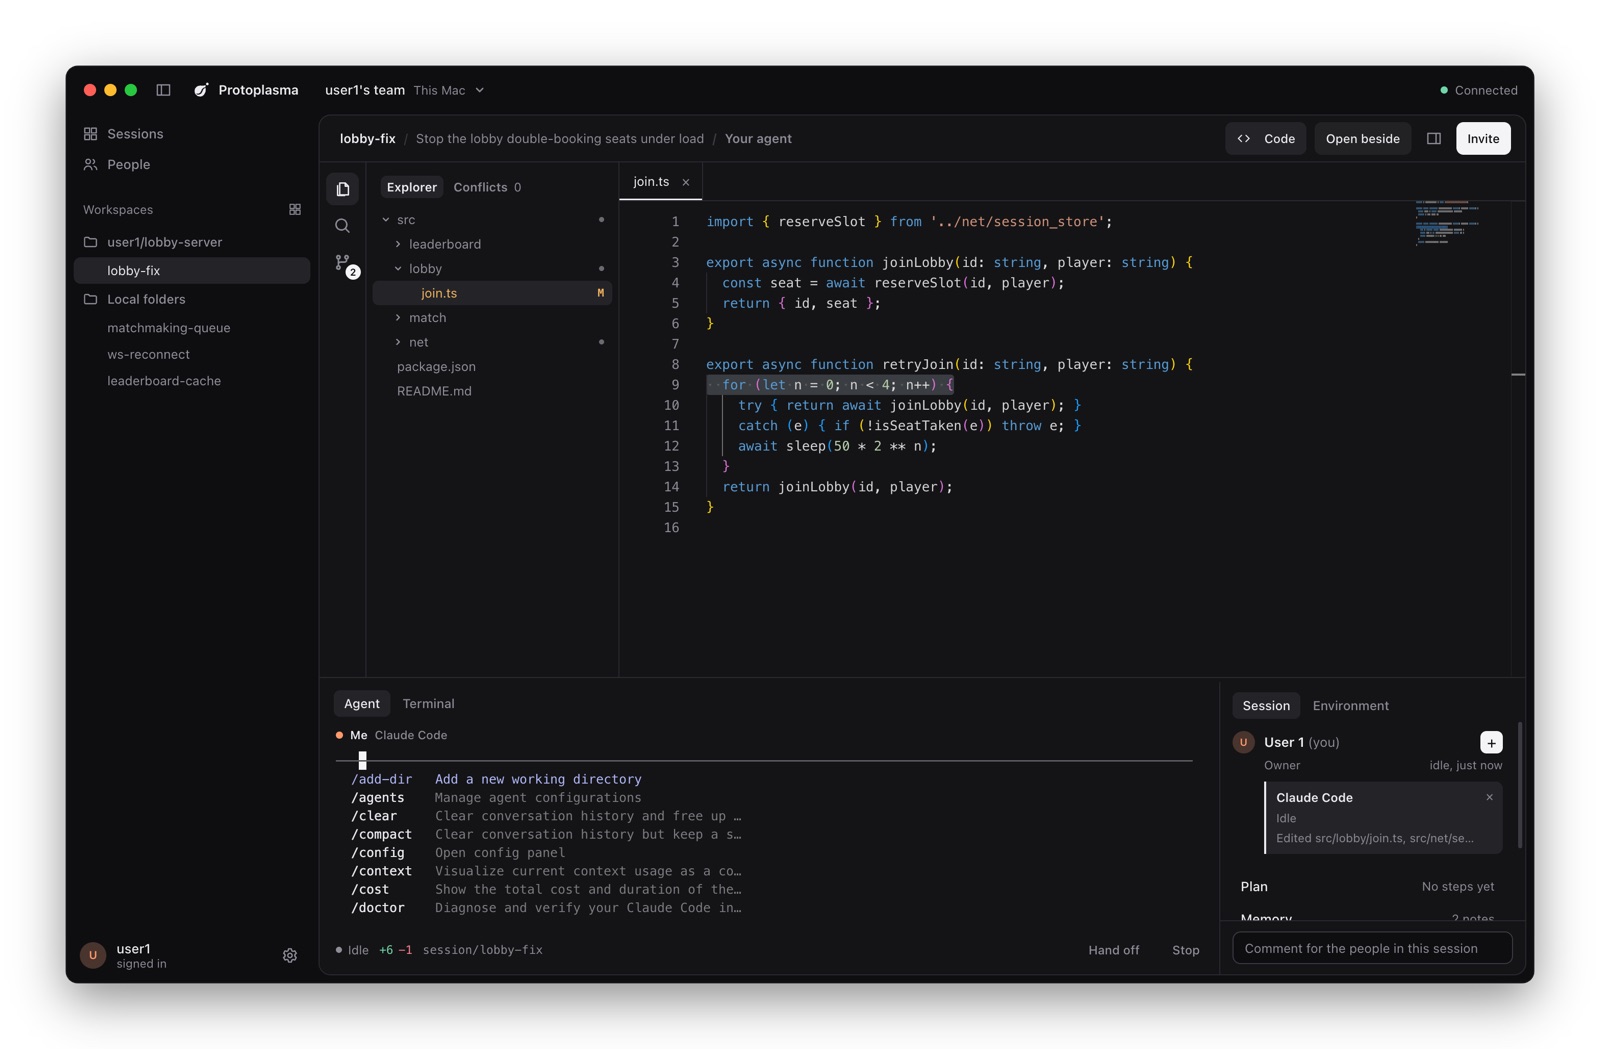 Protoplasma
user1's team This Mac
Connected
Sessions
People
Workspaces
user1/lobby-server
lobby-fix
Local folders
matchmaking-queue
ws-reconnect
leaderboard-cache
user1
signed in
lobby-fix / Stop the lobby double-booking seats under load / Your agent
Code
Open beside
Invite
2
Explorer
Conflicts 0
src
leaderboard
lobby
join.ts M
match
net
package.json
README.md
join.ts ×
1 import { reserveSlot } from '../net/session_store';
2
3 export async function joinLobby(id: string, player: string) {
4 const seat = await reserveSlot(id, player);
5 return { id, seat };
6 }
7
8 export async function retryJoin(id: string, player: string) {
9 ··for·(let·n·=·0;·n·<·4;·n++)·{
10 try { return await joinLobby(id, player); }
11 catch (e) { if (!isSeatTaken(e)) throw e; }
12 await sleep(50 * 2 ** n);
13 }
14 return joinLobby(id, player);
15 }
16
Agent
Terminal
Me Claude Code
/add-dir Add a new working directory
/agents Manage agent configurations
/clear Clear conversation history and free up …
/compact Clear conversation history but keep a s…
/config Open config panel
/context Visualize current context usage as a co…
/cost Show the total cost and duration of the…
/doctor Diagnose and verify your Claude Code in…
Idle +6 −1 session/lobby-fix
Hand off
Stop
Session
Environment
U User 1 (you) +
Owner idle, just now
Claude Code ×
Idle
Edited src/lobby/join.ts, src/net/se…
Plan No steps yet
Memory 2 notes
Comment for the people in this session
U